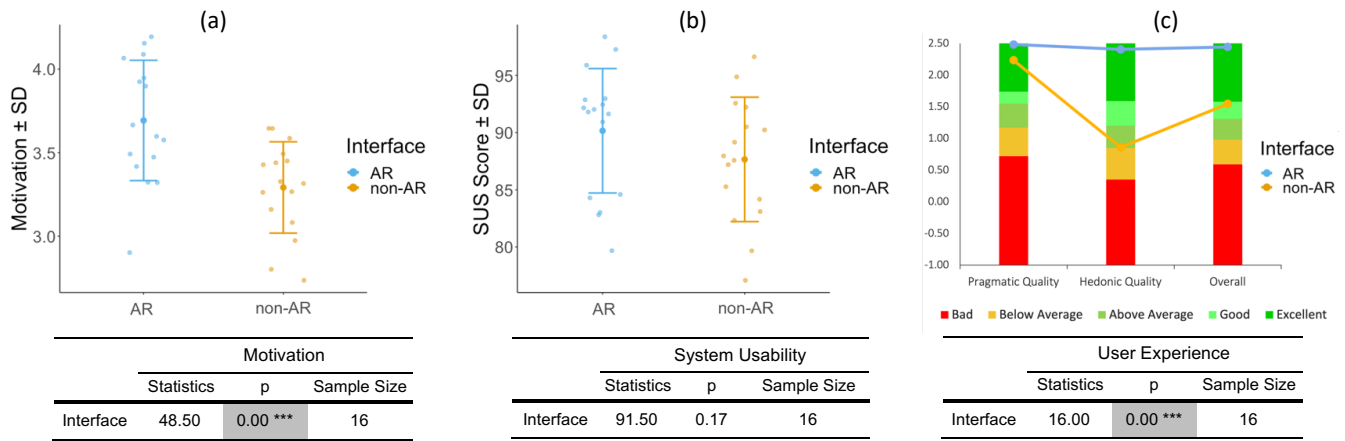 (a)
Motivation ± SD
4.0
3.5
3.0
AR
non-AR
Interface
AR
non-AR
Motivation
Statistics p Sample Size
Interface 48.50 0.00 *** 16
(b)
SUS Score ± SD
95
90
85
80
AR
non-AR
Interface
AR
non-AR
System Usability
Statistics p Sample Size
Interface 91.50 0.17 16
(c)
2.50
2.00
1.50
1.00
0.50
0.00
-0.50
-1.00
Pragmatic Quality Hedonic Quality Overall
Interface
AR
non-AR
Bad Below Average Above Average Good Excellent
User Experience
Statistics p Sample Size
Interface 16.00 0.00 *** 16